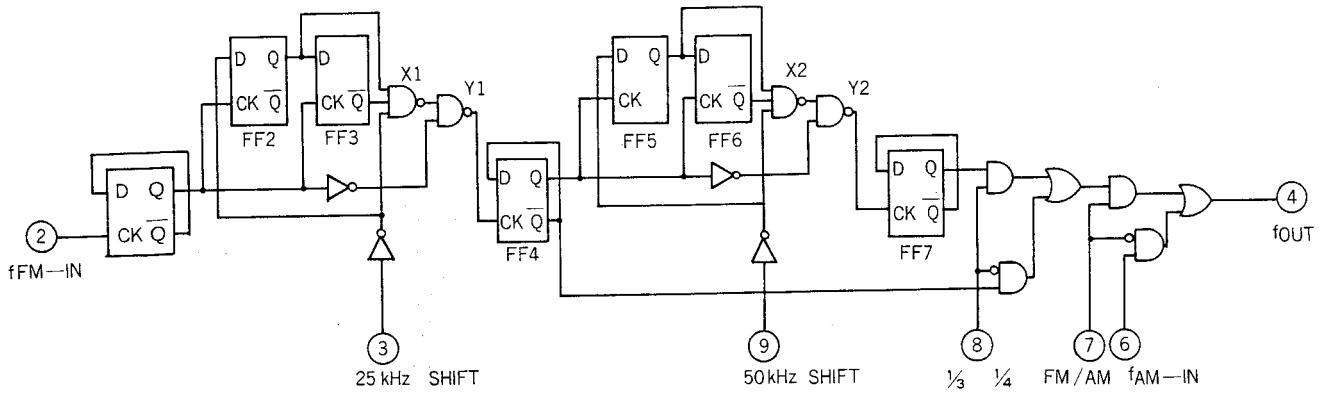 D Q
CK Q̅
FF2
D
CK Q̅
FF3
X1
Y1
D Q
CK
FF5
D
CK Q̅
FF6
X2
Y2
D Q
CK Q̅
D Q
CK Q̅
FF4
D Q
CK Q̅
FF7
2
fFM—IN
4
fOUT
3
25 kHz SHIFT
9
50 kHz SHIFT
8
1/3 1/4
7
FM/AM
6
fAM—IN